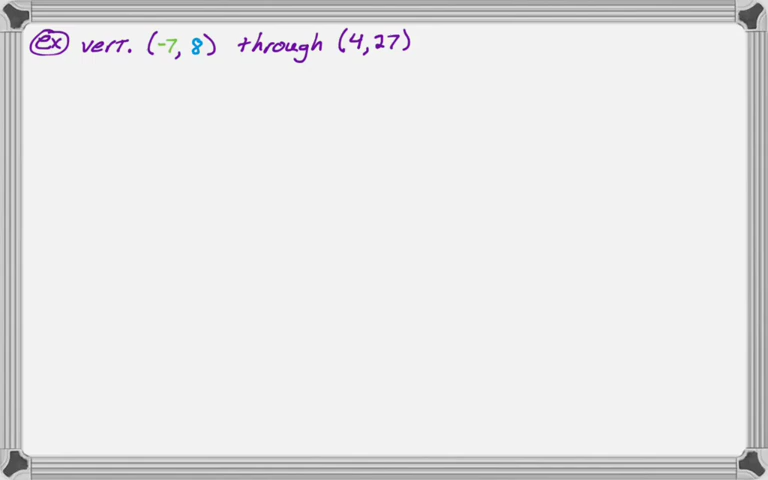 ex vert. (-7, 8) through (4,27)